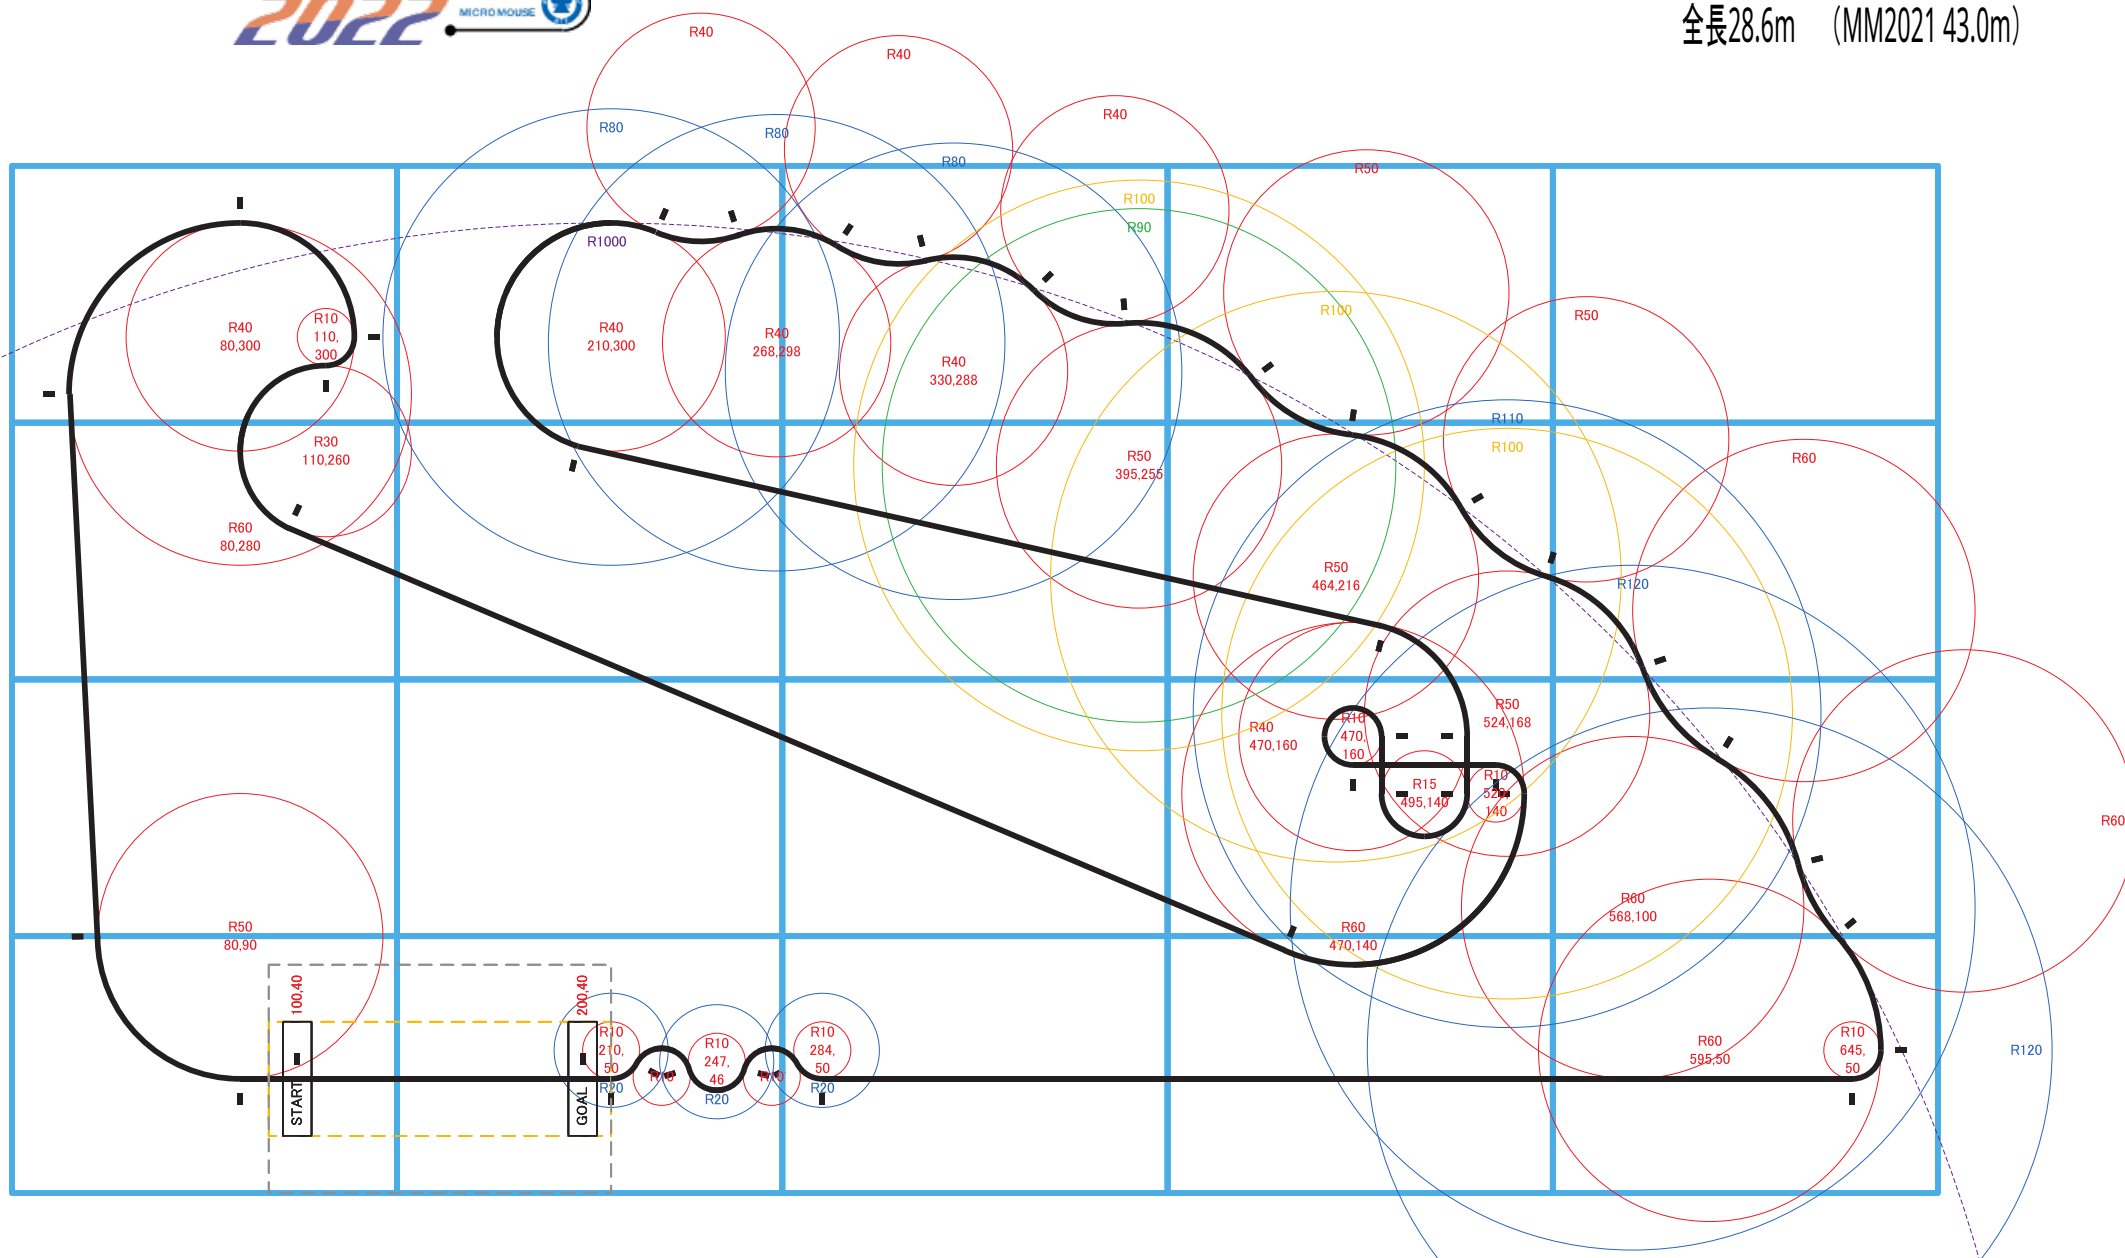 2022
MICROMOUSE
全長28.6m （MM2021 43.0m）
R40
R40
R40
R80
R80
R80
R50
R100
R90
R1000
R40
80,300
R10
110,
300
R40
210,300
R40
268,298
R40
330,288
R100
R50
R30
110,260
R50
395,255
R110
R100
R60
R60
80,280
R50
464,216
R120
R40
470,160
R10
470,
160
R50
524,168
R15
495,140
R10
520,
140
R60
R50
80,90
R60
470,140
R60
568,100
100,40
200,40
START
GOAL
R10
210,
50
R20
R10
R10
247,
46
R20
R10
R10
284,
50
R20
R60
595,50
R10
645,
50
R120